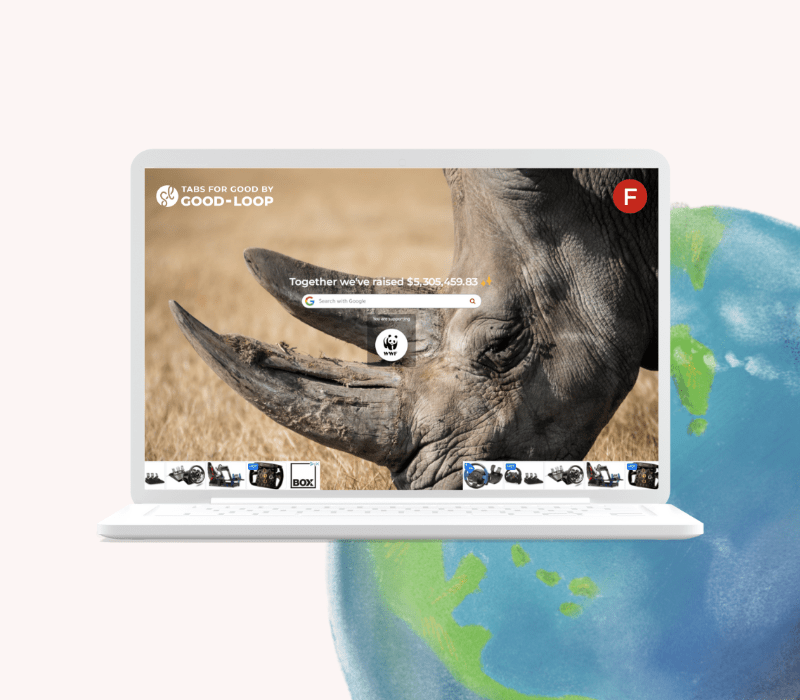 TABS FOR GOOD BY
GOOD-LOOP
F
Together we've raised $5,305,459.83 ✨
Search with Google
You are supporting
WWF
BOX